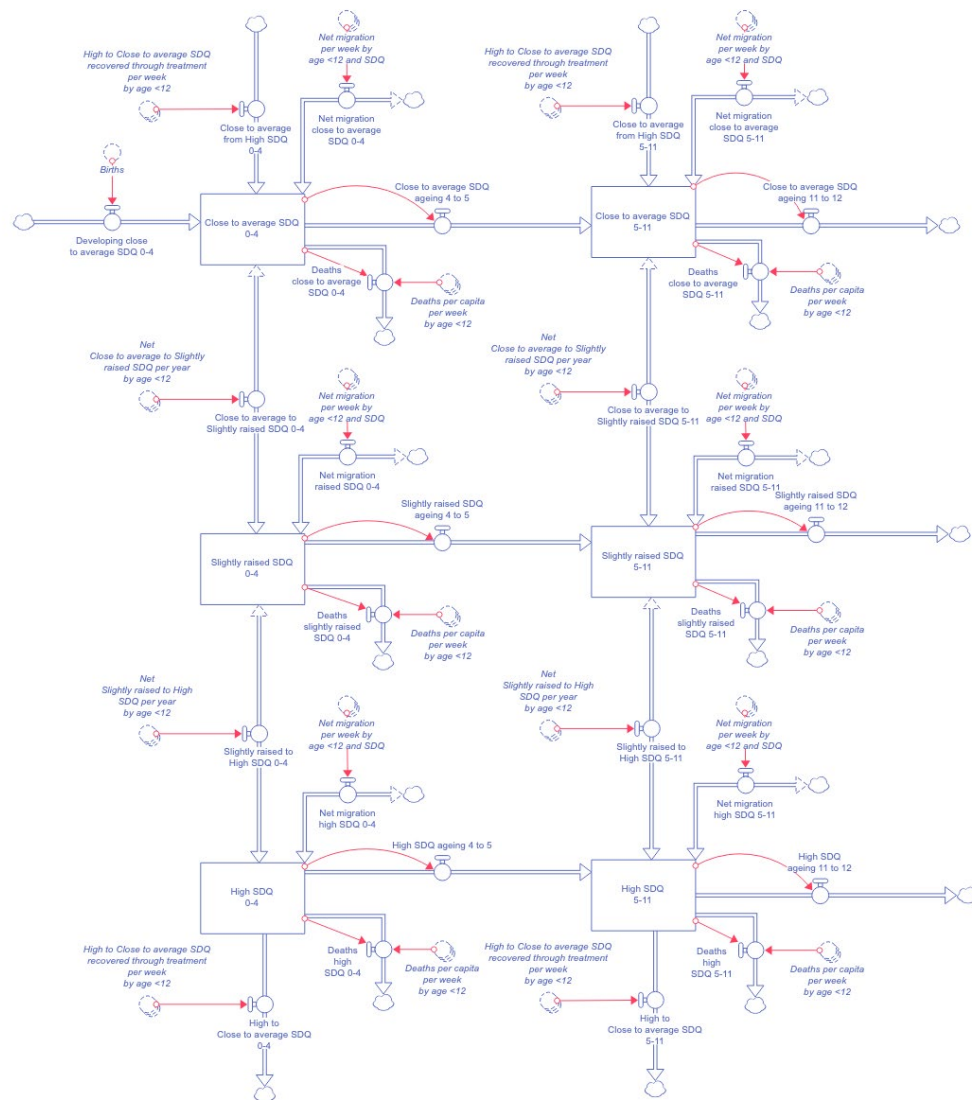 High to Close to average SDQ
recovered through treatment
per week
by age <12
Net migration
per week by
age <12 and SDQ
Close to average
from High SDQ
0-4
Net migration
close to average
SDQ 0-4
High to Close to average SDQ
recovered through treatment
per week
by age <12
Net migration
per week by
age <12 and SDQ
Close to average
from High SDQ
5-11
Net migration
close to average
SDQ 5-11
Births
Developing close
to average SDQ 0-4
Close to average SDQ
0-4
Close to average SDQ
ageing 4 to 5
Close to average SDQ
5-11
Close to average SDQ
ageing 11 to 12
Deaths
close to average
SDQ 0-4
Deaths per capita
per week
by age <12
Deaths
close to average
SDQ 5-11
Deaths per capita
per week
by age <12
Net
Close to average to Slightly
raised SDQ per year
by age <12
Close to average to
Slightly raised SDQ 0-4
Net migration
per week by
age <12 and SDQ
Net migration
raised SDQ 0-4
Net
Close to average to Slightly
raised SDQ per year
by age <12
Close to average to
Slightly raised SDQ 5-11
Net migration
per week by
age <12 and SDQ
Net migration
raised SDQ 5-11
Slightly raised SDQ
0-4
Slightly raised SDQ
ageing 4 to 5
Slightly raised SDQ
5-11
Slightly raised SDQ
ageing 11 to 12
Deaths
slightly raised
SDQ 0-4
Deaths per capita
per week
by age <12
Deaths
slightly raised
SDQ 5-11
Deaths per capita
per week
by age <12
Net
Slightly raised to High
SDQ per year
by age <12
Slightly raised to
High SDQ 0-4
Net migration
per week by
age <12 and SDQ
Net migration
high SDQ 0-4
Net
Slightly raised to High
SDQ per year
by age <12
Slightly raised to
High SDQ 5-11
Net migration
per week by
age <12 and SDQ
Net migration
high SDQ 5-11
High SDQ
0-4
High SDQ ageing 4 to 5
High SDQ
5-11
High SDQ
ageing 11 to 12
Deaths
high
SDQ 0-4
Deaths per capita
per week
by age <12
Deaths
high
SDQ 5-11
Deaths per capita
per week
by age <12
High to Close to average SDQ
recovered through treatment
per week
by age <12
High to
Close to average SDQ
0-4
High to Close to average SDQ
recovered through treatment
per week
by age <12
High to
Close to average SDQ
5-11